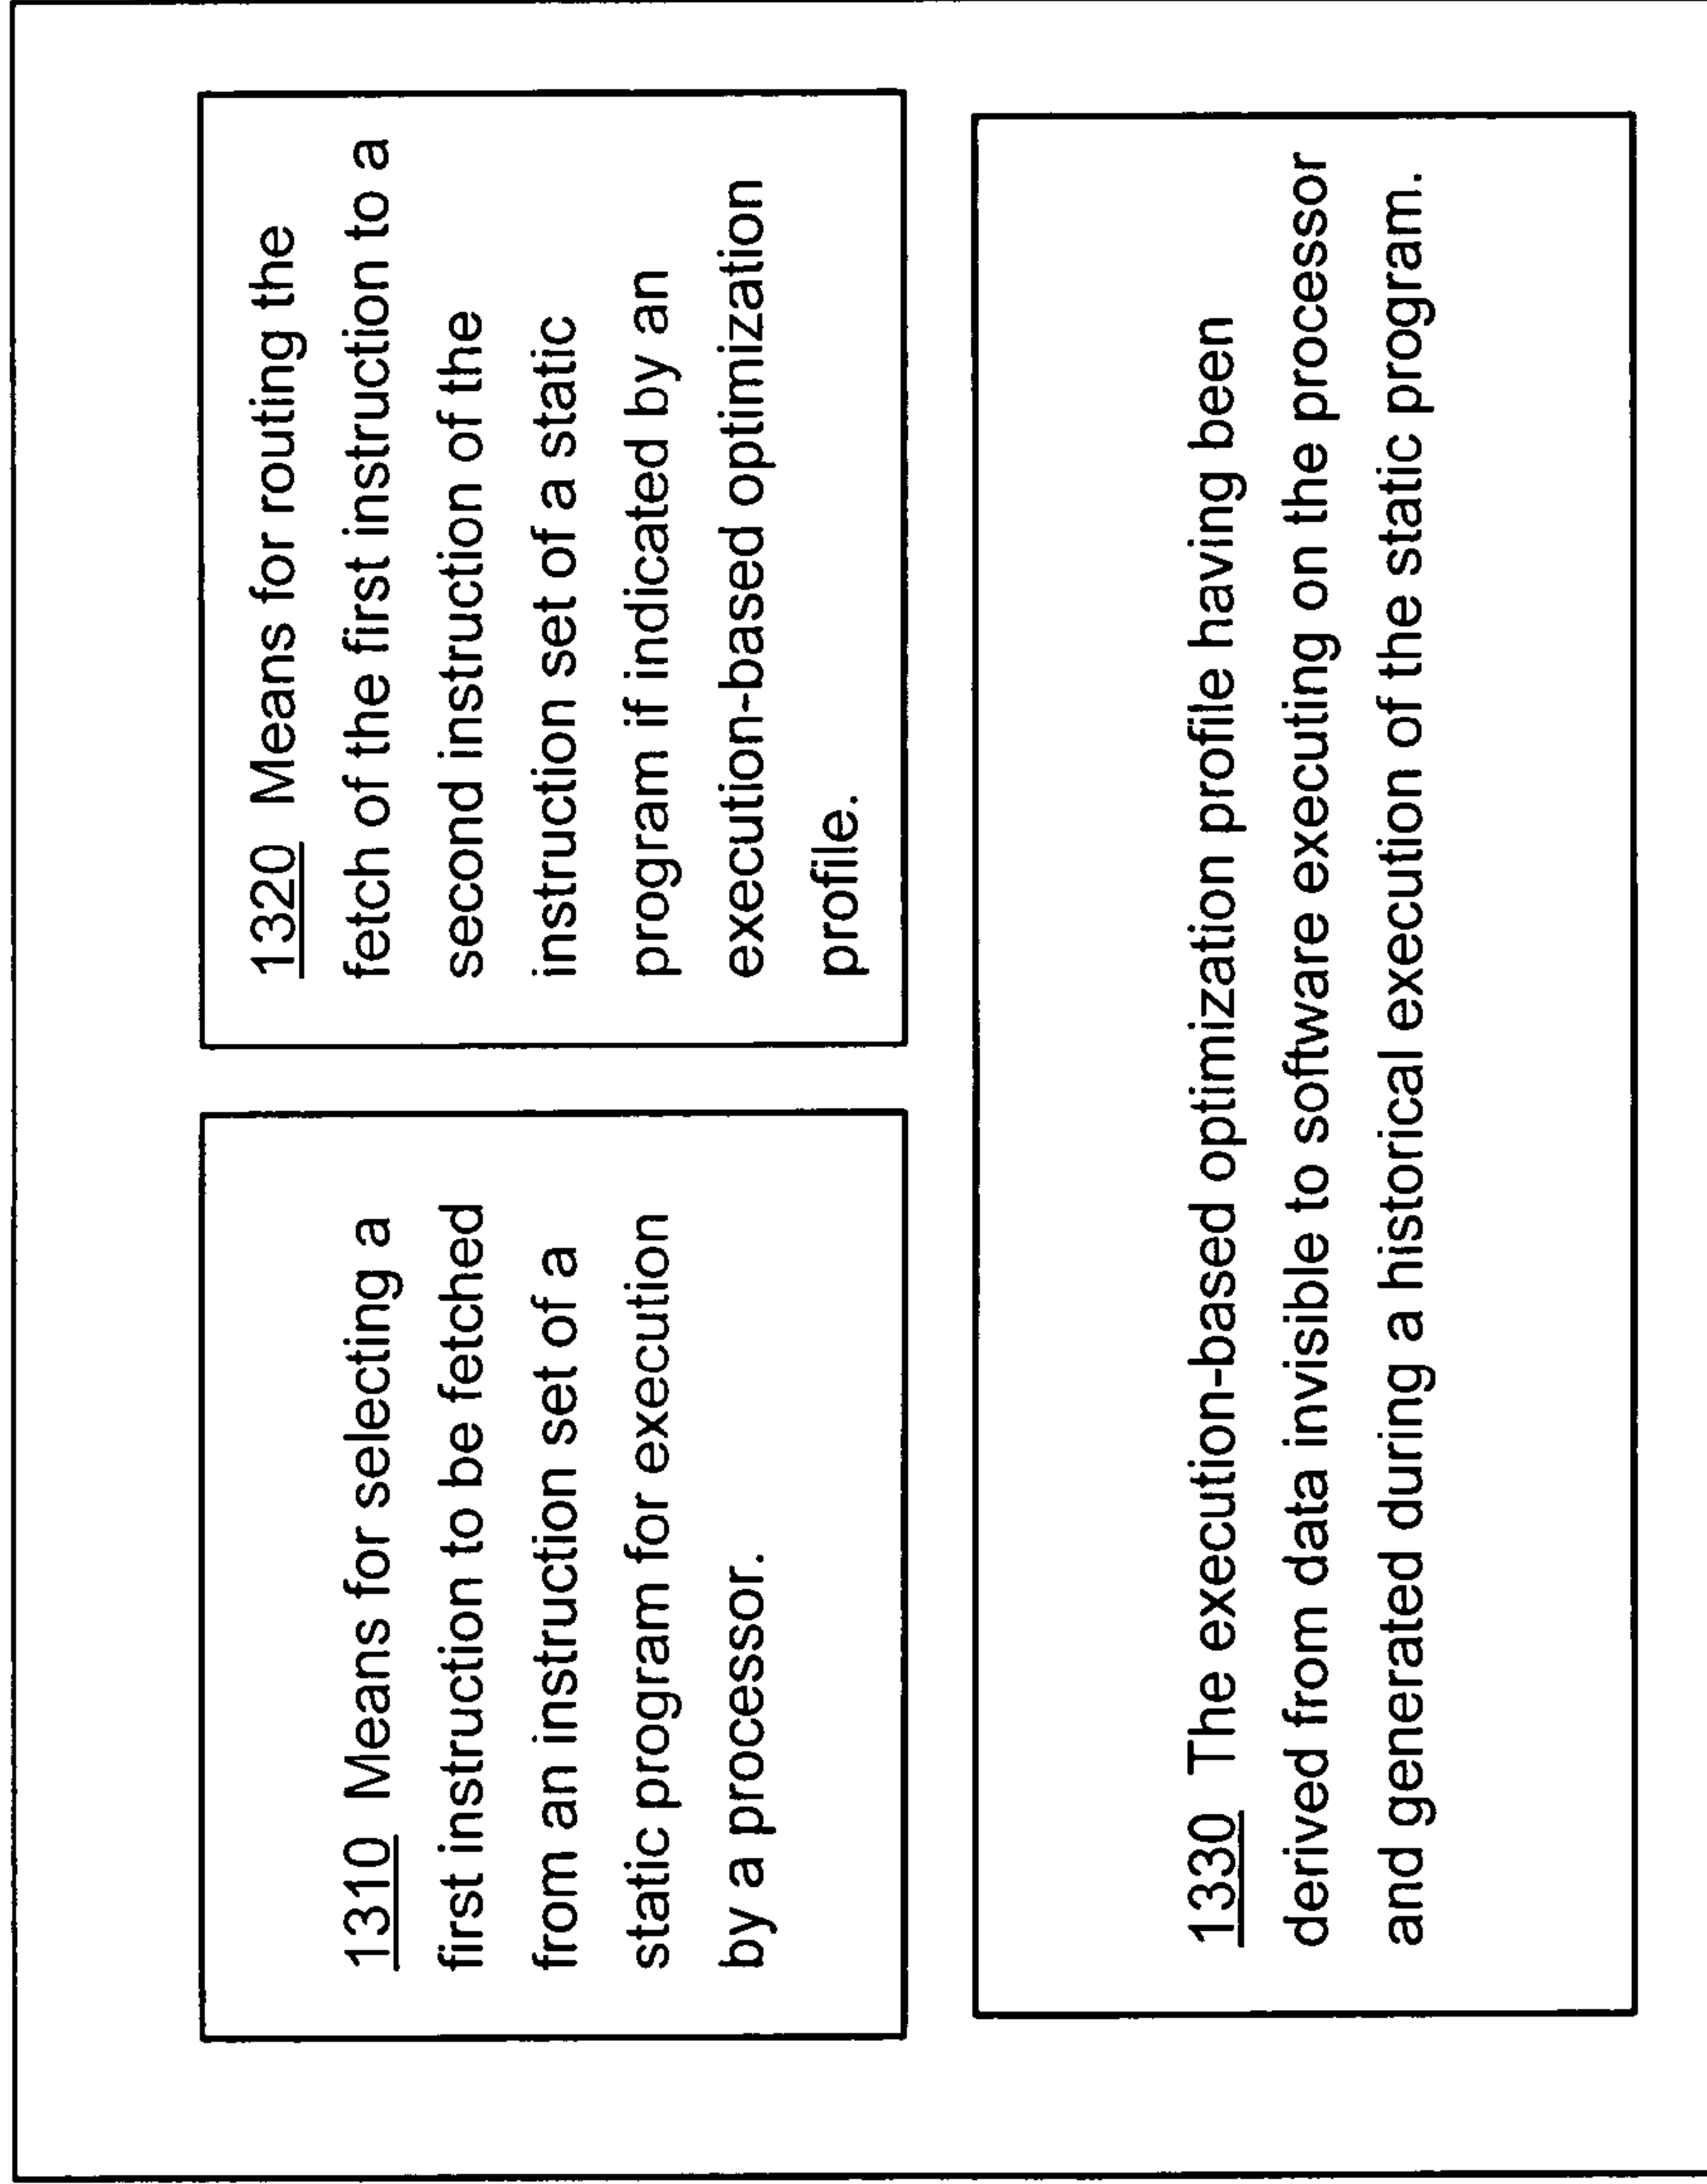 1310 Means for selecting a
first instruction to be fetched
from an instruction set of a
static program for execution
by a processor.
1320 Means for routing the
fetch of the first instruction to a
second instruction of the
instruction set of a static
program if indicated by an
execution-based optimization
profile.
1330 The execution-based optimization profile having been
derived from data invisible to software executing on the processor
and generated during a historical execution of the static program.